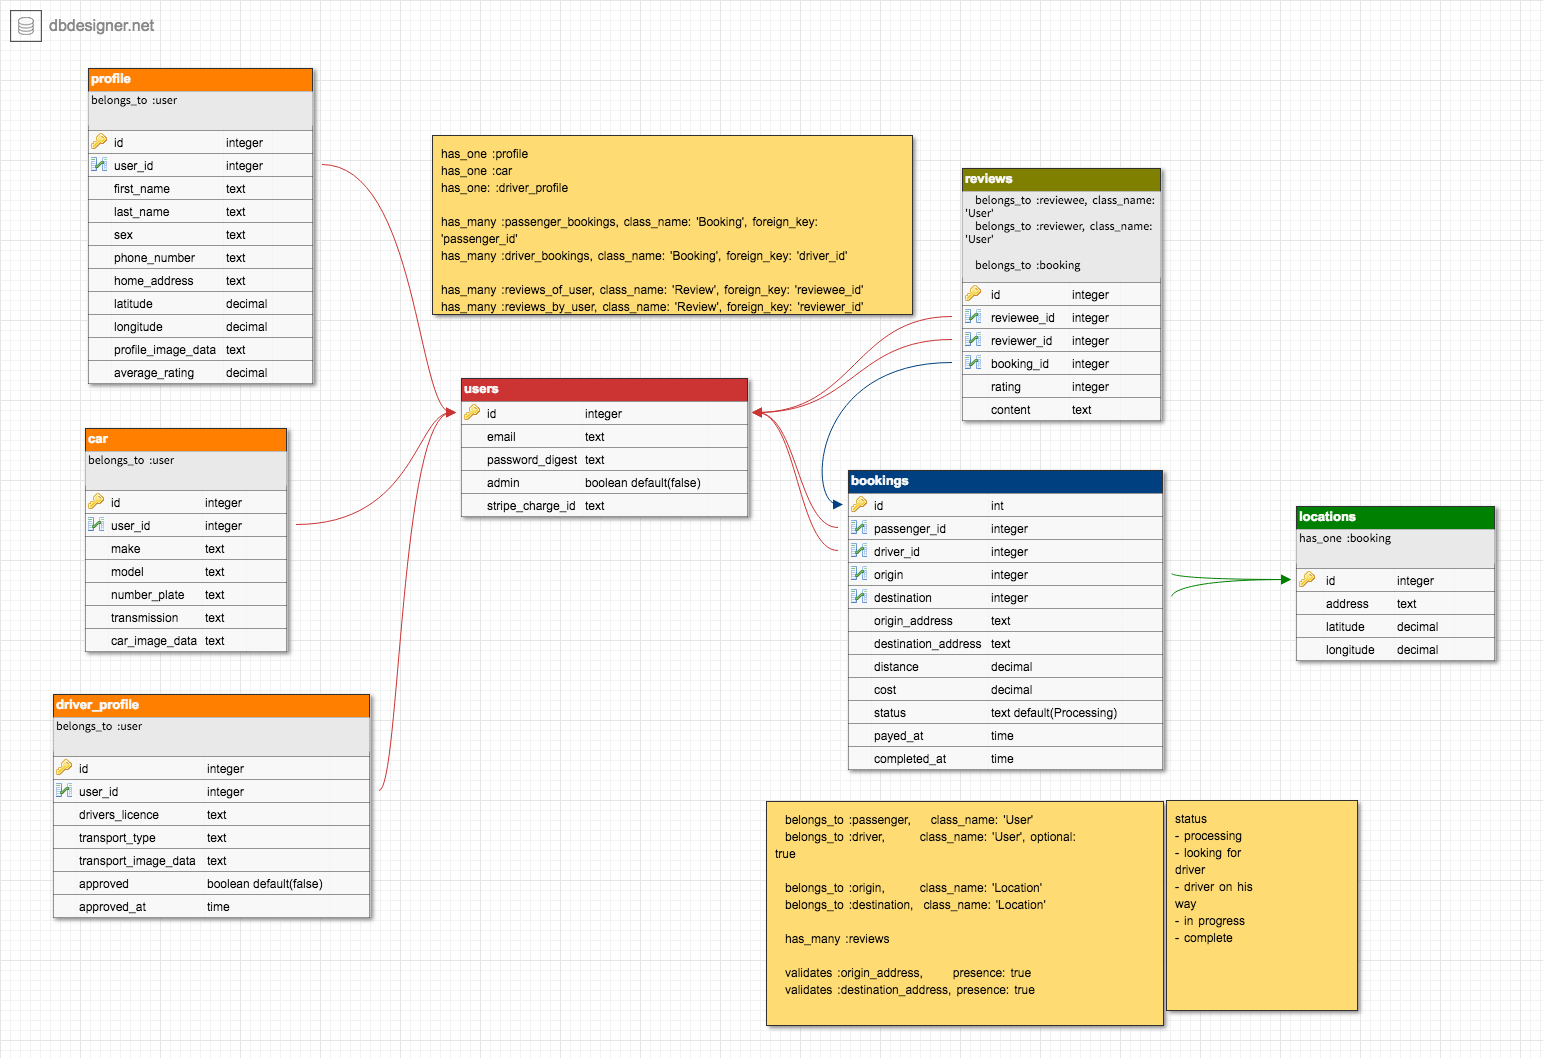 dbdesigner.net
profile
belongs_to :user
id integer
user_id integer
first_name text
last_name text
sex text
phone_number text
home_address text
latitude decimal
longitude decimal
profile_image_data text
average_rating decimal
has_one :profile
has_one :car
has_one: :driver_profile
has_many :passenger_bookings, class_name: 'Booking', foreign_key:
'passenger_id'
has_many :driver_bookings, class_name: 'Booking', foreign_key: 'driver_id'
has_many :reviews_of_user, class_name: 'Review', foreign_key: 'reviewee_id'
has_many :reviews_by_user, class_name: 'Review', foreign_key: 'reviewer_id'
reviews
belongs_to :reviewee, class_name:
'User'
belongs_to :reviewer, class_name:
'User'
belongs_to :booking
id integer
reviewee_id integer
reviewer_id integer
booking_id integer
rating integer
content text
users
id integer
email text
password_digest text
admin boolean default(false)
stripe_charge_id text
car
belongs_to :user
id integer
user_id integer
make text
model text
number_plate text
transmission text
car_image_data text
bookings
id int
passenger_id integer
driver_id integer
origin integer
destination integer
origin_address text
destination_address text
distance decimal
cost decimal
status text default(Processing)
payed_at time
completed_at time
locations
has_one :booking
id integer
address text
latitude decimal
longitude decimal
driver_profile
belongs_to :user
id integer
user_id integer
drivers_licence text
transport_type text
transport_image_data text
approved boolean default(false)
approved_at time
belongs_to :passenger, class_name: 'User'
belongs_to :driver, class_name: 'User', optional:
true
belongs_to :origin, class_name: 'Location'
belongs_to :destination, class_name: 'Location'
has_many :reviews
validates :origin_address, presence: true
validates :destination_address, presence: true
status
- processing
- looking for
driver
- driver on his
way
- in progress
- complete